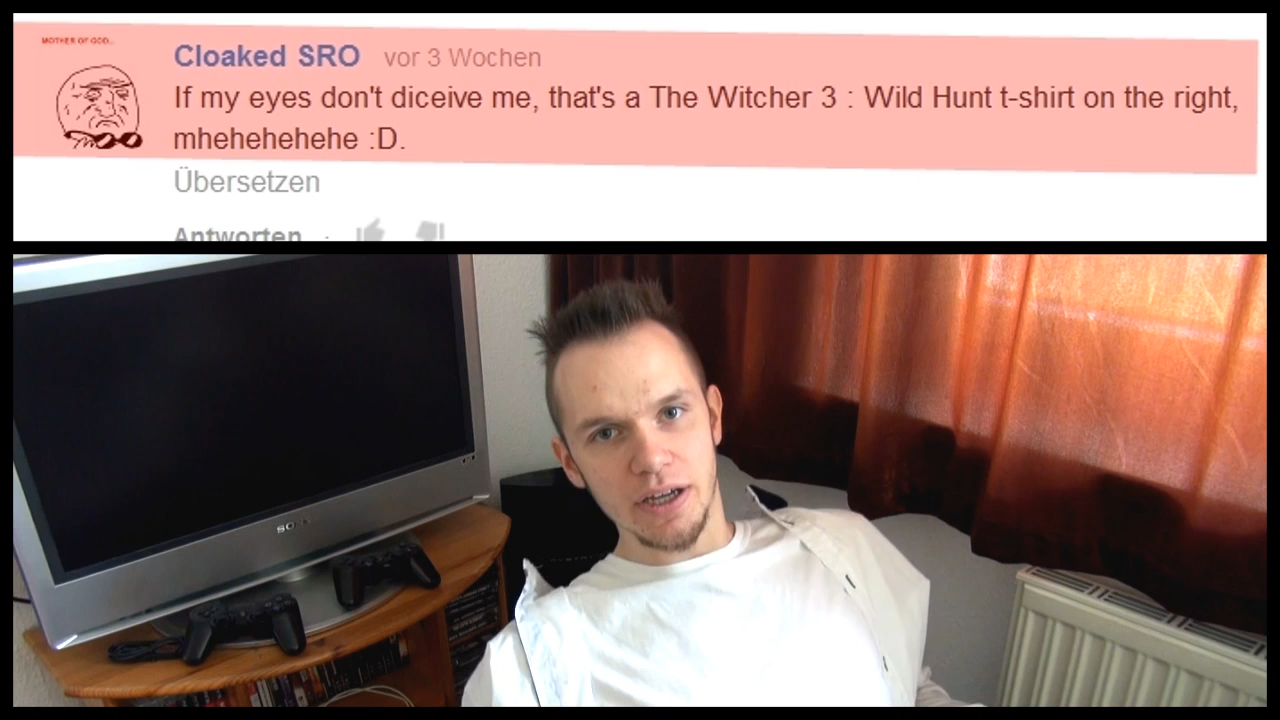 MOTHER OF GOD...
Cloaked SRO vor 3 Wochen
If my eyes don't diceive me, that's a The Witcher 3 : Wild Hunt t-shirt on the right,
mhehehehehe :D.
Übersetzen
Antworten ·